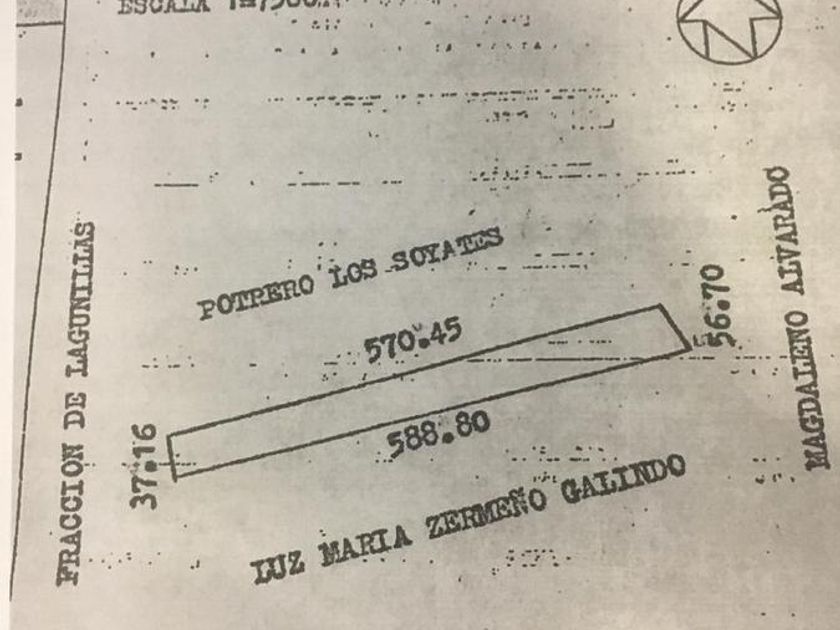 ESCALA
FRACCION DE LAGUNILLAS
POTRERO LOS SOYATES
570.45
56.70
MAGDALENO ALVARADO
37.16
588.80
LUZ MARIA ZERMEÑO GALINDO